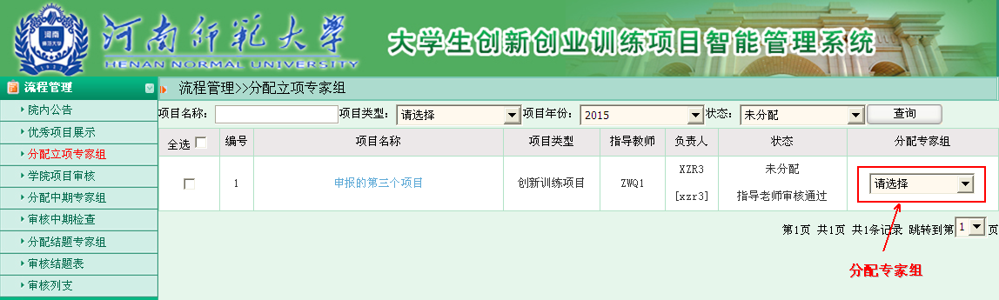 河南师范大学
HENAN NORMAL UNIVERSITY
大学生创新创业训练项目智能管理系统
流程管理
院内公告
优秀项目展示
分配立项专家组
学院项目审核
分配中期专家组
审核中期检查
分配结题专家组
审核结题表
审核列支
流程管理>>分配立项专家组
项目名称: 项目类型: 请选择 项目年份: 2015 状态: 未分配 查询
全选 编号 项目名称 项目类型 指导教师 负责人 状态 分配专家组
1 申报的第三个项目 创新训练项目 ZWQ1 XZR3 未分配 请选择
[xzr3] 指导老师审核通过
第1页 共1页 共1条记录 跳转到第 1 页
分配专家组